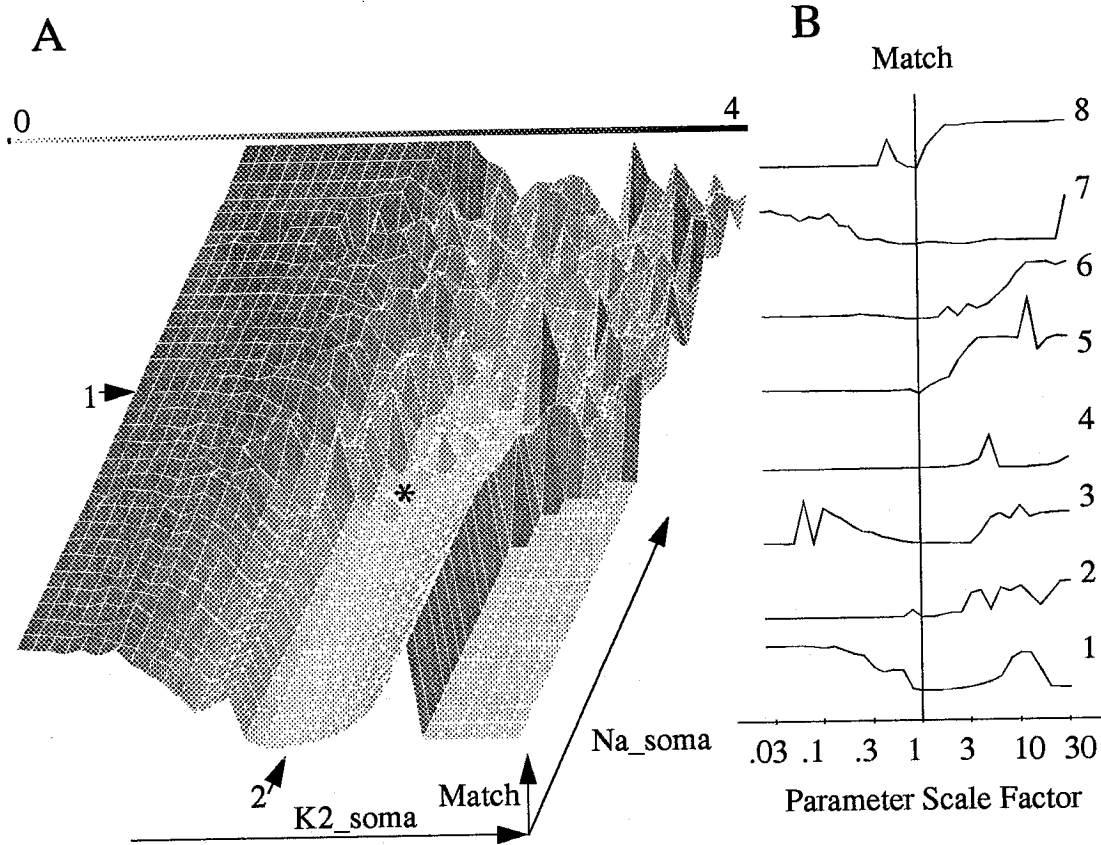 A
0
4
1
*
2
K2_soma
Match
Na_soma
B
Match
8
7
6
5
4
3
2
1
.03 .1 .3 1 3 10 30
Parameter Scale Factor